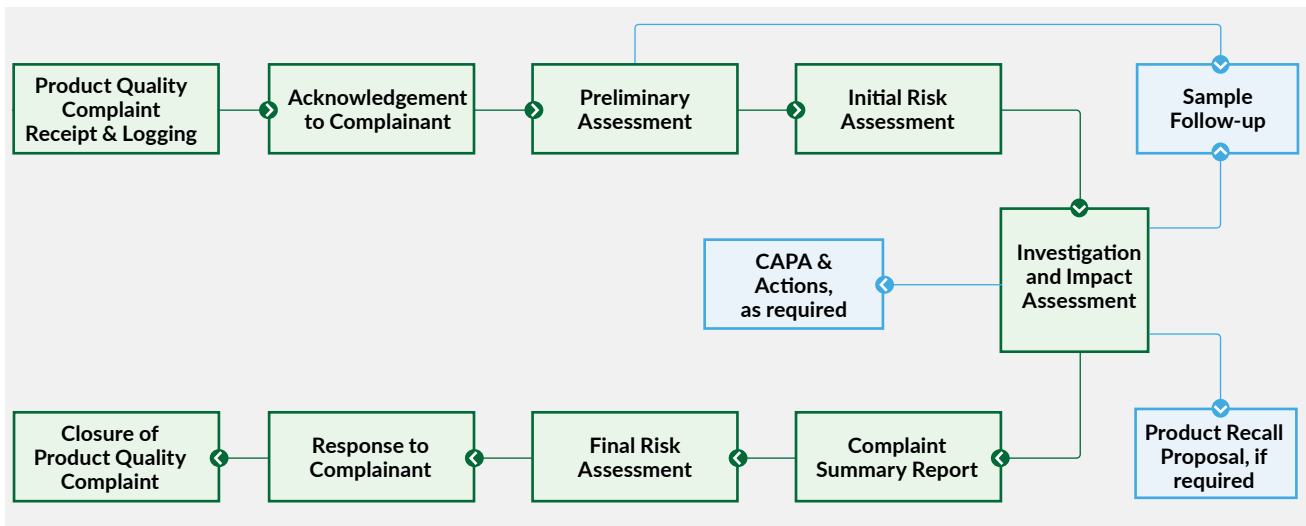 Product Quality
Complaint
Receipt & Logging
Acknowledgement
to Complainant
Preliminary
Assessment
Initial Risk
Assessment
Sample
Follow-up
Investigation
and Impact
Assessment
CAPA &
Actions,
as required
Product Recall
Proposal, if
required
Complaint
Summary Report
Final Risk
Assessment
Response to
Complainant
Closure of
Product Quality
Complaint